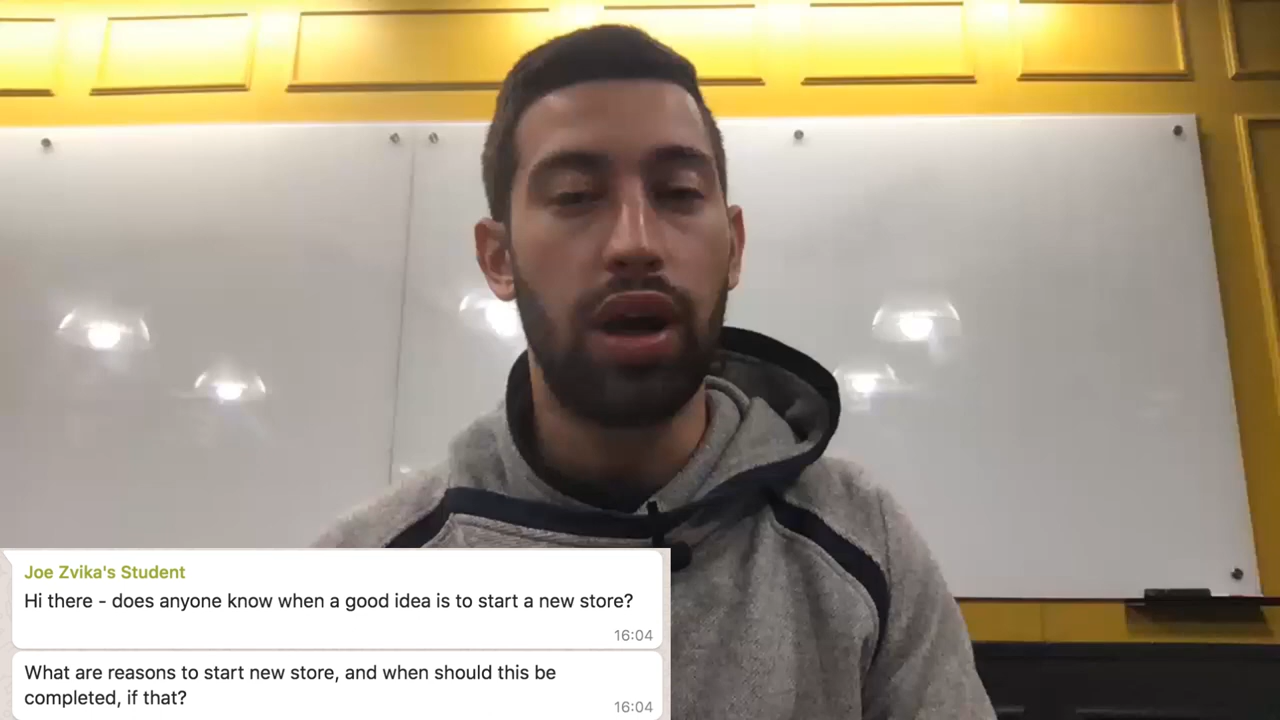 Joe Zvika's Student
Hi there - does anyone know when a good idea is to start a new store?
16:04
What are reasons to start new store, and when should this be
completed, if that?
16:04